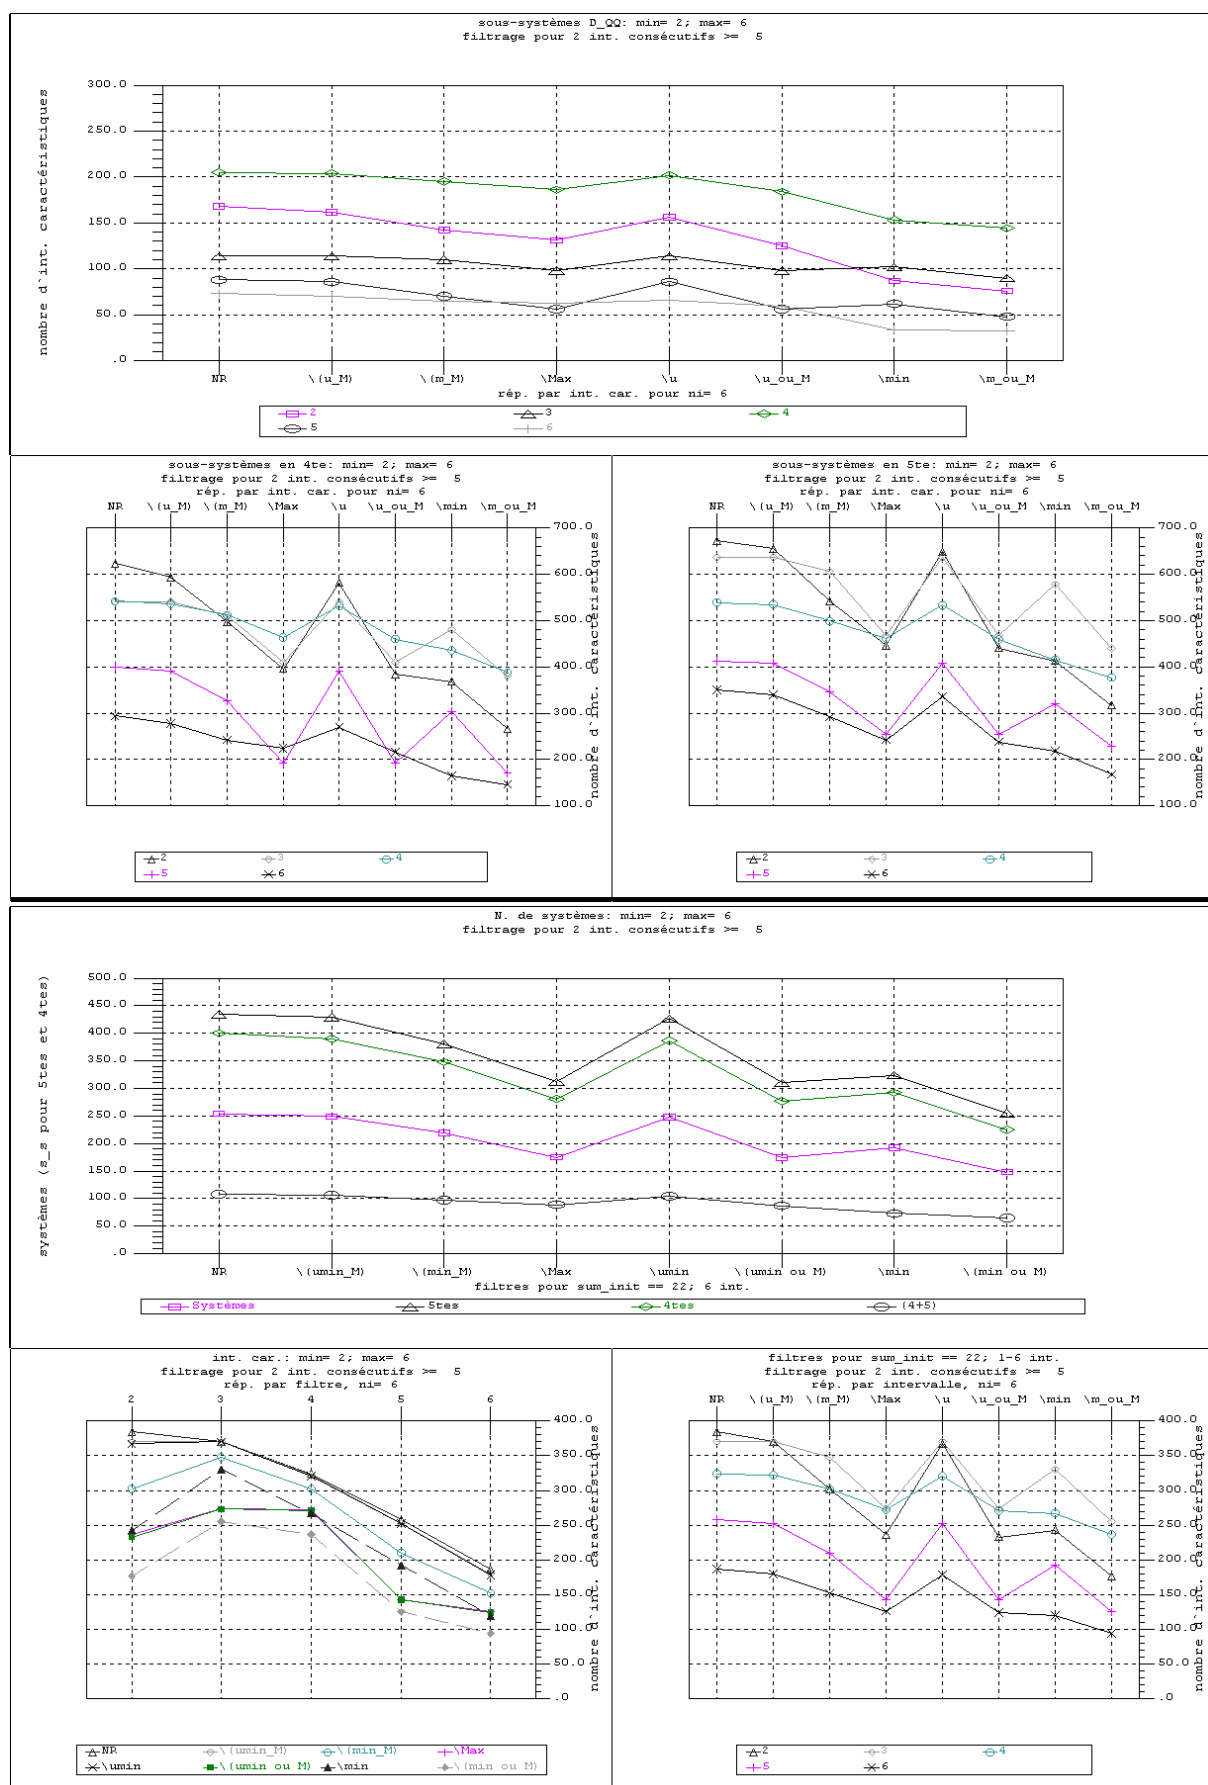 sous-systèmes D_QQ: min= 2; max= 6
filtrage pour 2 int. consécutifs >= 5
nombre d`int. caractéristiques
300.0
250.0
200.0
150.0
100.0
50.0
.0
NR \(u_M) \(m_M) \Max \u \u_ou_M \min \m_ou_M
rép. par int. car. pour ni= 6
2 3 4
5 6
sous-systèmes en 4te: min= 2; max= 6
filtrage pour 2 int. consécutifs >= 5
rép. par int. car. pour ni= 6
NR \(u_M) \(m_M) \Max \u \u_ou_M \min \m_ou_M
700.0
600.0
500.0
400.0
300.0
200.0
100.0
nombre d`int. caractéristiques
2 3 4
5 6
sous-systèmes en 5te: min= 2; max= 6
filtrage pour 2 int. consécutifs >= 5
rép. par int. car. pour ni= 6
NR \(u_M) \(m_M) \Max \u \u_ou_M \min \m_ou_M
700.0
600.0
500.0
400.0
300.0
200.0
100.0
nombre d`int. caractéristiques
2 3 4
5 6
N. de systèmes: min= 2; max= 6
filtrage pour 2 int. consécutifs >= 5
systèmes (s_s pour 5tes et 4tes)
500.0
450.0
400.0
350.0
300.0
250.0
200.0
150.0
100.0
50.0
.0
NR \(umin_M) \(min_M) \Max \umin \(umin ou M) \min \(min ou M)
filtres pour sum_init == 22; 6 int.
Systèmes 5tes 4tes (4+5)
int. car.: min= 2; max= 6
filtrage pour 2 int. consécutifs >= 5
rép. par filtre, ni= 6
2 3 4 5 6
400.0
350.0
300.0
250.0
200.0
150.0
100.0
50.0
.0
nombre d`int. caractéristiques
NR \(umin_M) \(min_M) \Max
\umin \(umin ou M) \min \(min ou M)
filtres pour sum_init == 22; 1-6 int.
filtrage pour 2 int. consécutifs >= 5
rép. par intervalle, ni= 6
NR \(u_M) \(m_M) \Max \u \u_ou_M \min \m_ou_M
400.0
350.0
300.0
250.0
200.0
150.0
100.0
50.0
.0
nombre d`int. caractéristiques
2 3 4
5 6